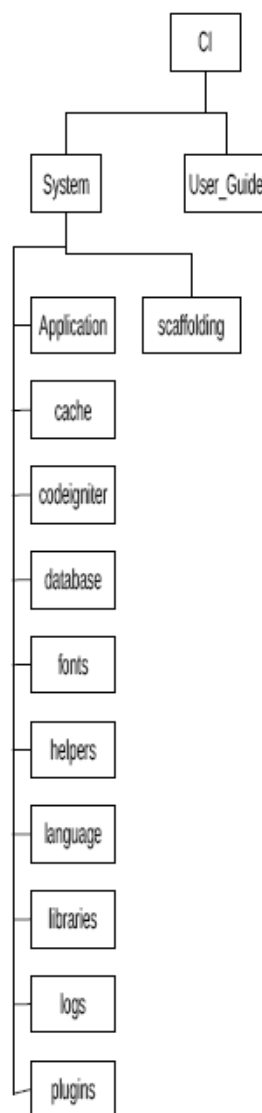 CI
System
User_Guide
Application
scaffolding
cache
codeigniter
database
fonts
helpers
language
libraries
logs
plugins